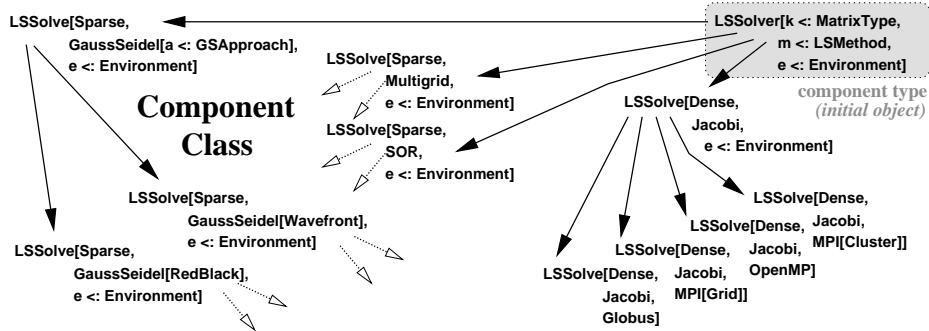 LSSolve[Sparse,
GaussSeidel[a <: GSApproach],
e <: Environment]
LSSolver[k <: MatrixType,
m <: LSMethod,
e <: Environment]
component type
(initial object)
LSSolve[Sparse,
Multigrid,
e <: Environment]
LSSolve[Sparse,
SOR,
e <: Environment]
Component
Class
LSSolve[Dense,
Jacobi,
e <: Environment]
LSSolve[Sparse,
GaussSeidel[Wavefront],
e <: Environment]
LSSolve[Sparse,
GaussSeidel[RedBlack],
e <: Environment]
LSSolve[Dense,
Jacobi,
MPI[Cluster]]
LSSolve[Dense,
Jacobi,
OpenMP]
LSSolve[Dense,
Jacobi,
MPI[Grid]]
LSSolve[Dense,
Jacobi,
Globus]